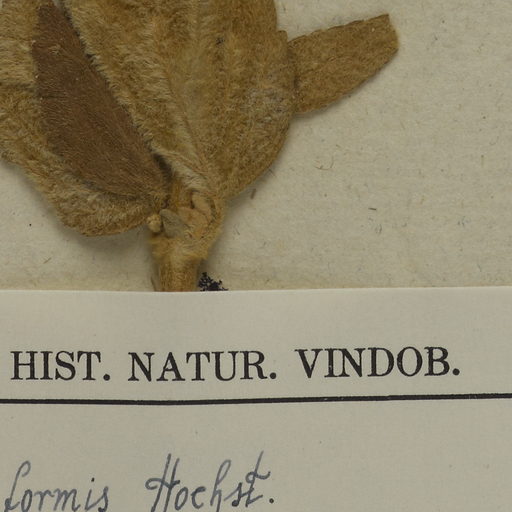 HIST. NATUR. VINDOB.
formis Hochst.